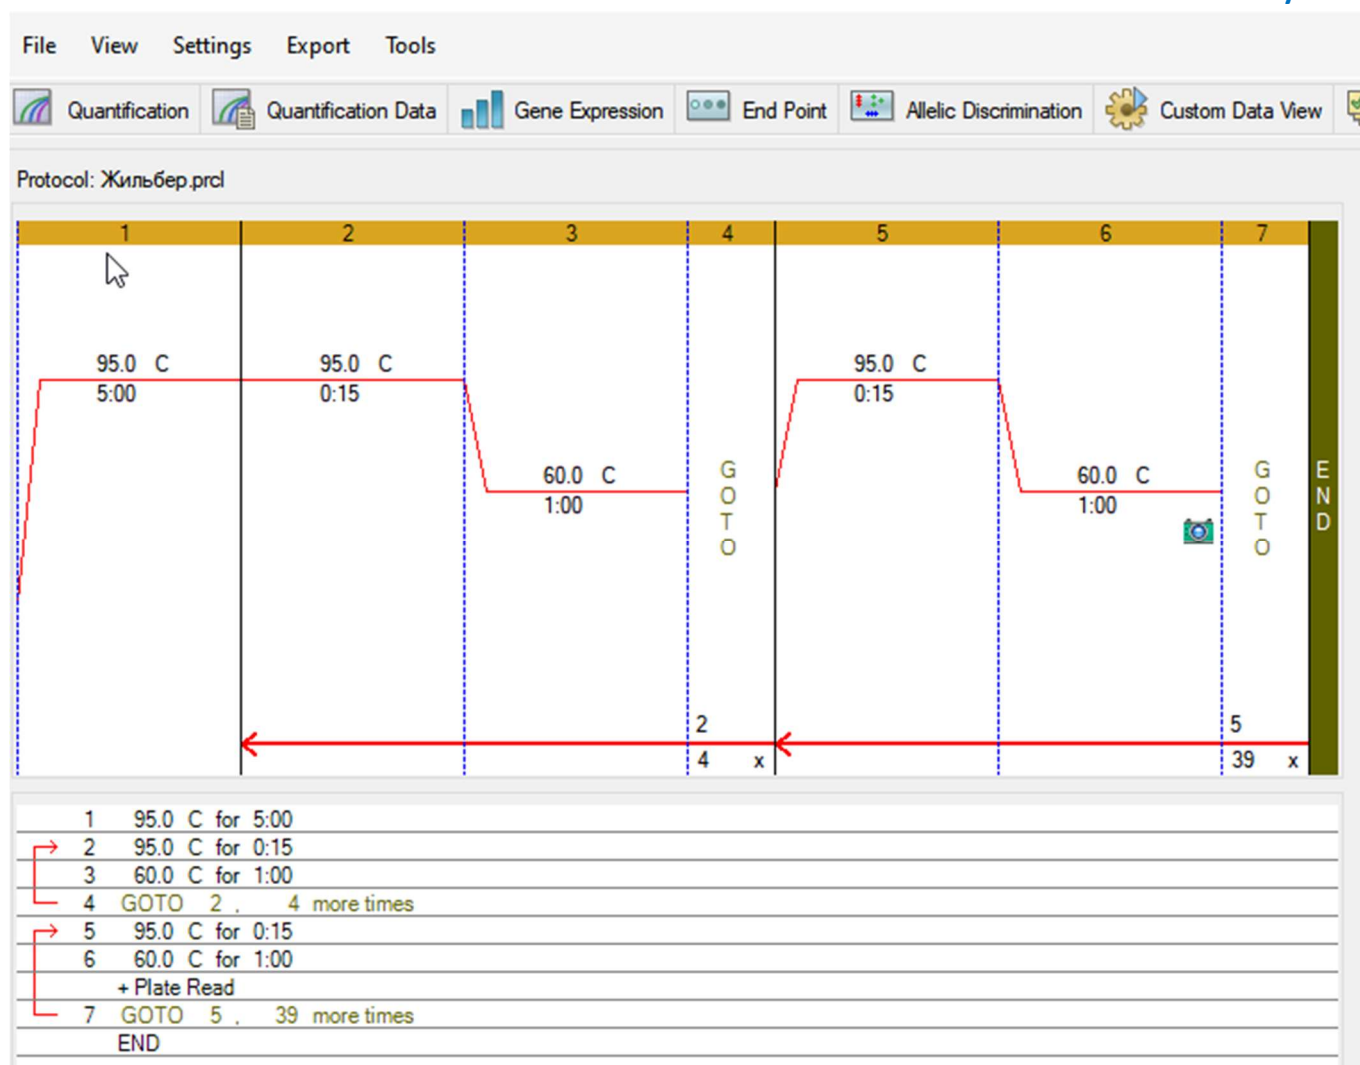 File View Settings Export Tools
Quantification Quantification Data Gene Expression End Point Allelic Discrimination Custom Data View
Protocol: Жильбер.prcl
1 2 3 4 5 6 7
95.0 C 95.0 C 95.0 C
5:00 0:15 0:15
60.0 C 60.0 C
1:00 1:00
GOTO GOTO END
2 5
4 x 39 x
1 95.0 C for 5:00
2 95.0 C for 0:15
3 60.0 C for 1:00
4 GOTO 2 , 4 more times
5 95.0 C for 0:15
6 60.0 C for 1:00
+ Plate Read
7 GOTO 5 , 39 more times
END